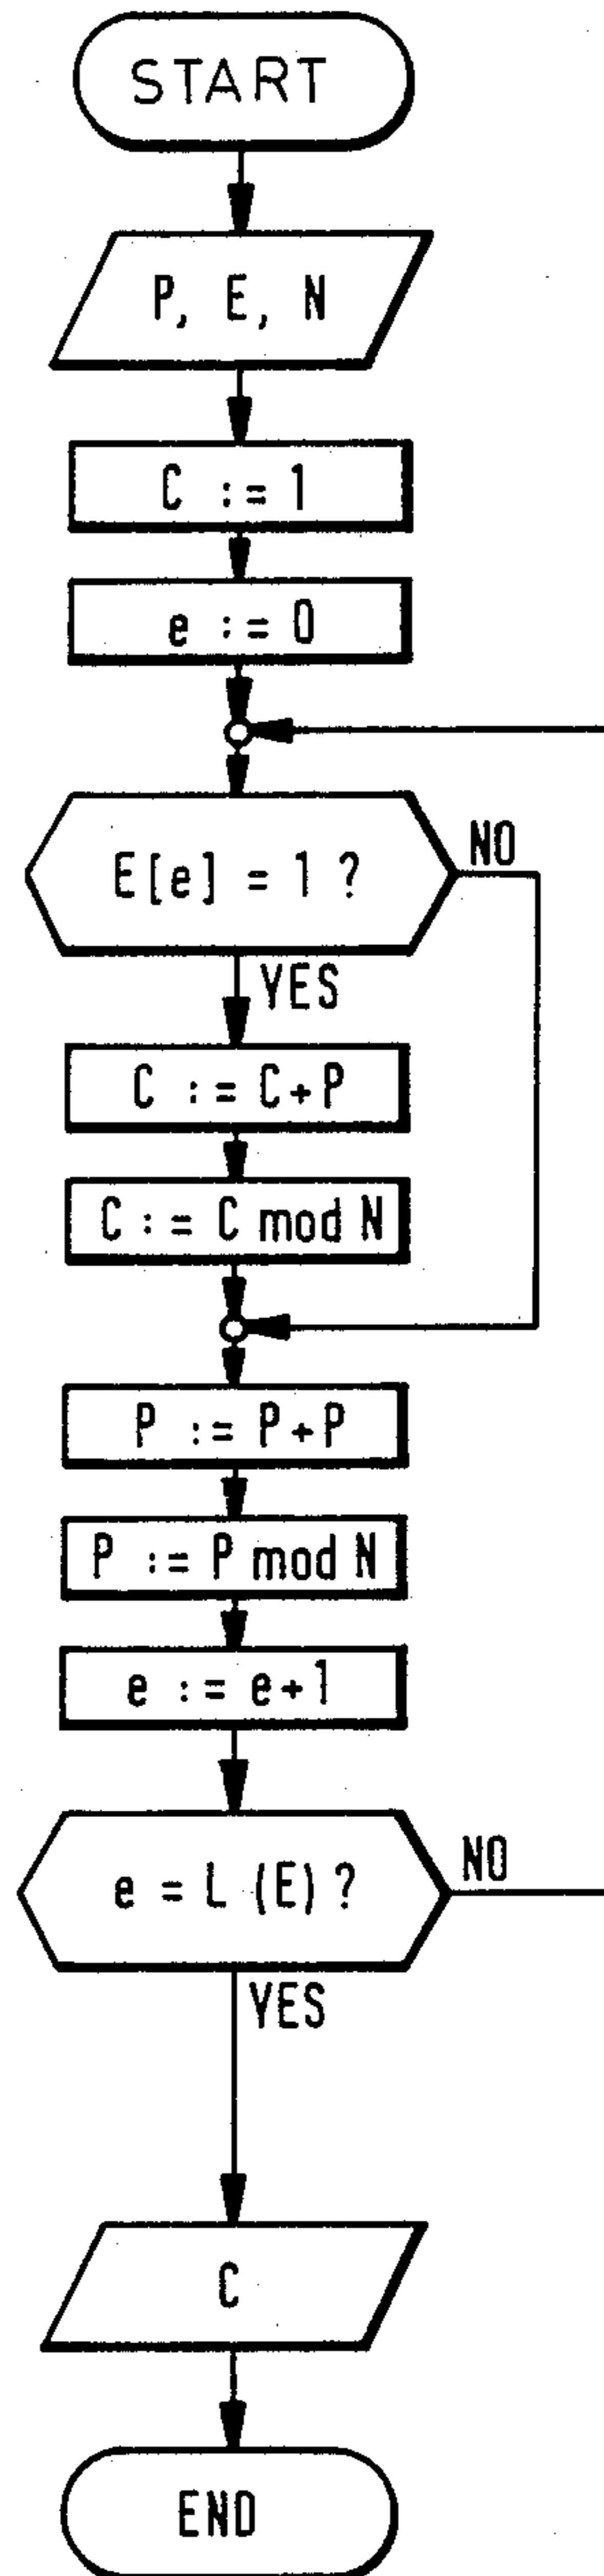 START
P, E, N
C := 1
e := 0
E[e] = 1 ?
NO
YES
C := C+P
C := C mod N
P := P+P
P := P mod N
e := e+1
e = L (E) ?
NO
YES
C
END